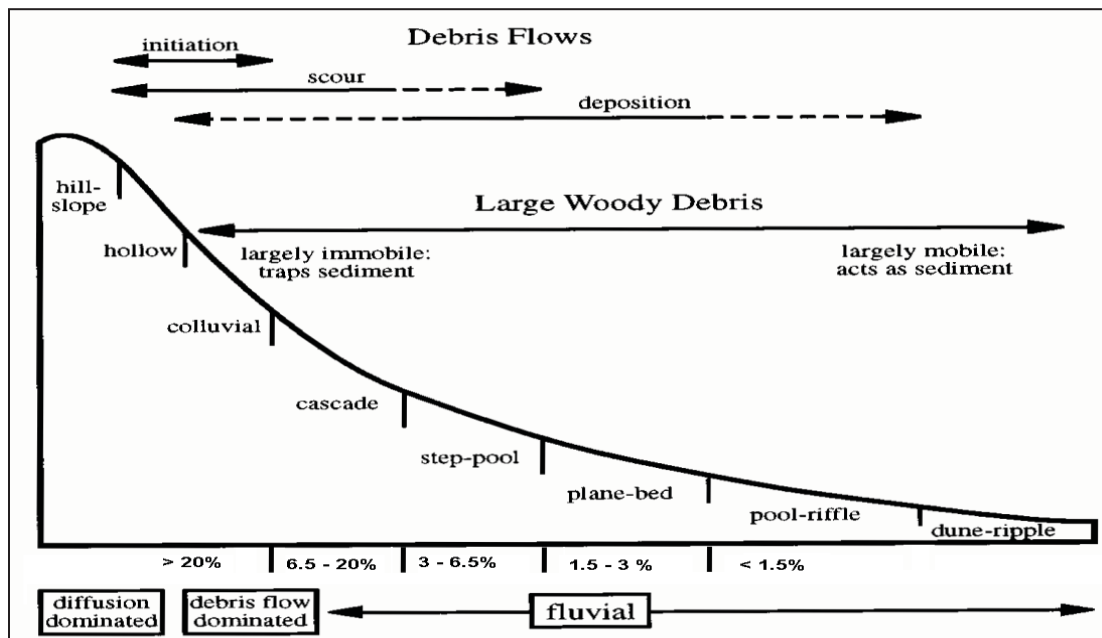 Debris Flows
initiation
scour
deposition
hill-
slope
Large Woody Debris
hollow
largely immobile:
traps sediment
largely mobile:
acts as sediment
colluvial
cascade
step-pool
plane-bed
pool-riffle
dune-ripple
> 20%
6.5 - 20%
3 - 6.5%
1.5 - 3 %
< 1.5%
diffusion
dominated
debris flow
dominated
fluvial